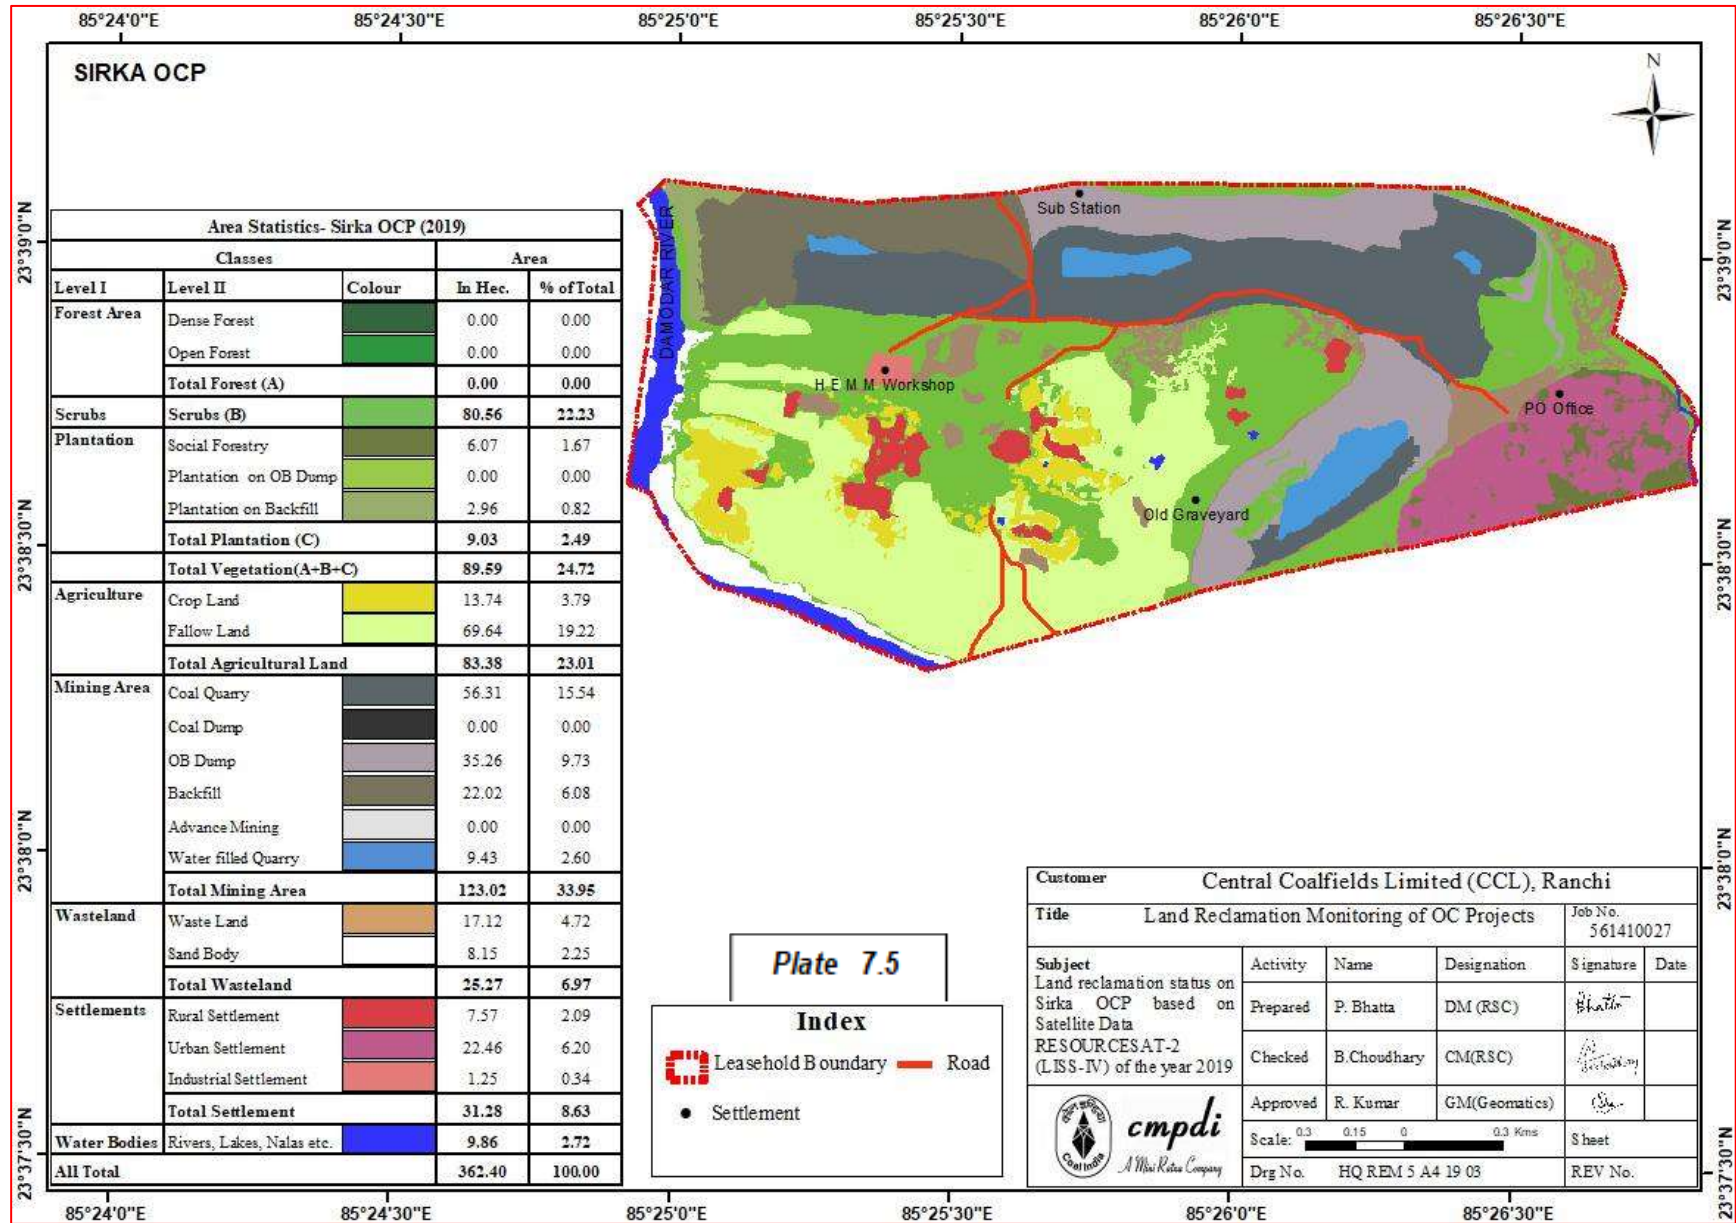 85°24'0"E 85°24'30"E 85°25'0"E 85°25'30"E 85°26'0"E 85°26'30"E
SIRKA OCP
N
23°39'0"N
23°38'30"N
23°38'0"N
23°37'30"N
Area Statistics- Sirka OCP (2019)
Classes Area
Level I Level II Colour In Hec. % of Total
Forest Area Dense Forest 0.00 0.00
Open Forest 0.00 0.00
Total Forest (A) 0.00 0.00
Scrubs Scrubs (B) 80.56 22.23
Plantation Social Forestry 6.07 1.67
Plantation on OB Dump 0.00 0.00
Plantation on Backfill 2.96 0.82
Total Plantation (C) 9.03 2.49
Total Vegetation(A+B+C) 89.59 24.72
Agriculture Crop Land 13.74 3.79
Fallow Land 69.64 19.22
Total Agricultural Land 83.38 23.01
Mining Area Coal Quarry 56.31 15.54
Coal Dump 0.00 0.00
OB Dump 35.26 9.73
Backfill 22.02 6.08
Advance Mining 0.00 0.00
Water filled Quarry 9.43 2.60
Total Mining Area 123.02 33.95
Wasteland Waste Land 17.12 4.72
Sand Body 8.15 2.25
Total Wasteland 25.27 6.97
Settlements Rural Settlement 7.57 2.09
Urban Settlement 22.46 6.20
Industrial Settlement 1.25 0.34
Total Settlement 31.28 8.63
Water Bodies Rivers, Lakes, Nalas etc. 9.86 2.72
All Total 362.40 100.00
DAMODAR RIVER
Sub Station
H E M M Workshop
PO Office
Old Graveyard
23°39'0"N
23°38'30"N
23°38'0"N
23°37'30"N
Plate 7.5
Index
Leasehold Boundary Road
Settlement
Customer Central Coalfields Limited (CCL), Ranchi
Title Land Reclamation Monitoring of OC Projects Job No. 561410027
Subject
Land reclamation status on
Sirka OCP based on
Satellite Data
RESOURCESAT-2
(LISS-IV) of the year 2019
Activity Name Designation Signature Date
Prepared P. Bhatta DM (RSC) Bhatta
Checked B.Choudhary CM(RSC)
Approved R. Kumar GM(Geomatics)
Scale: 0.3 0.15 0 0.3 Kms Sheet
Drg No. HQ REM 5 A4 19 03 REV No.
Coal India
cmpdi
A Mini Ratna Company
85°24'0"E 85°24'30"E 85°25'0"E 85°25'30"E 85°26'0"E 85°26'30"E